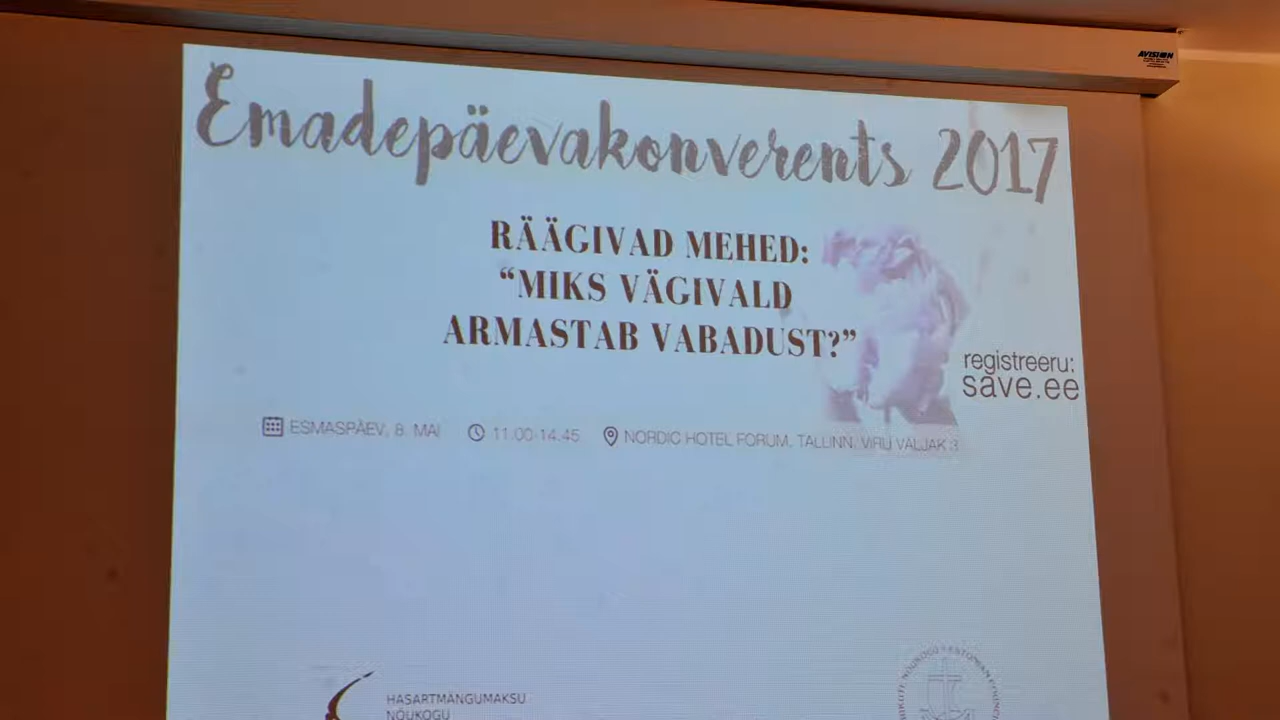 AVISION
Emadepäevakonverents 2017
RÄÄGIVAD MEHED:
“MIKS VÄGIVALD
ARMASTAB VABADUST?”
registreeru:
save.ee
ESMASPÄEV, 8. MAI 11.00-14.45 NORDIC HOTEL FORUM, TALLINN, VIRU VÄLJAK 3
HASARTMÄNGUMAKSU
NÕUKOGU